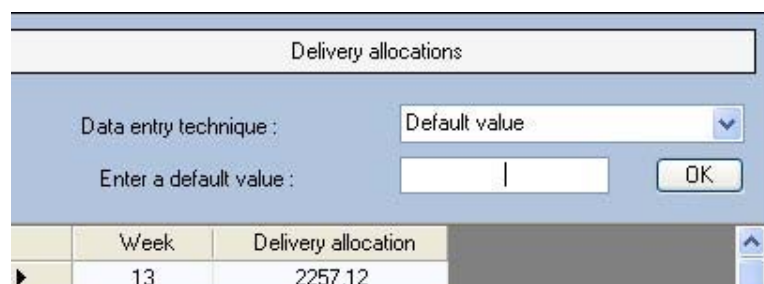 Delivery allocations
Data entry technique : Default value
Enter a default value : OK
Week Delivery allocation
13 2257.12